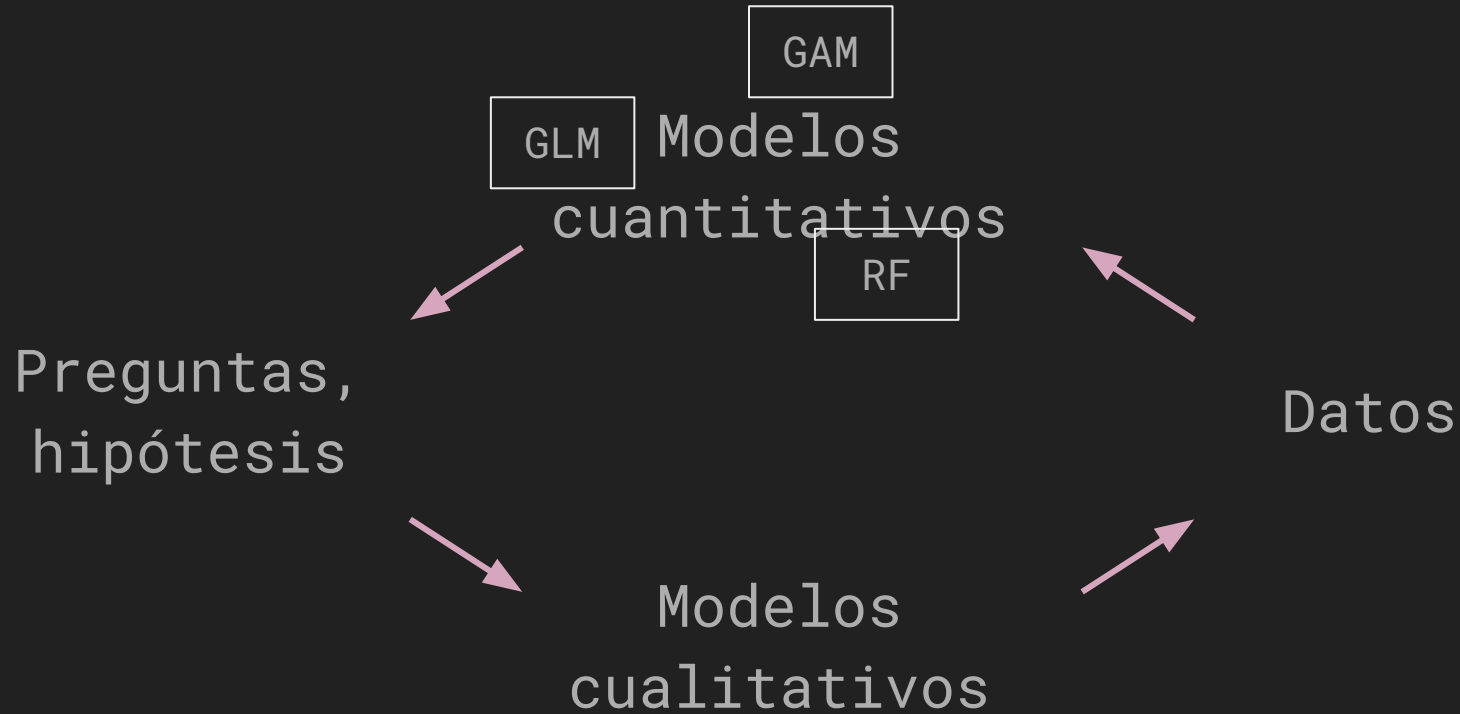 GAM
GLM
Modelos
cuantitativos
RF
Preguntas,
hipótesis
Datos
Modelos
cualitativos